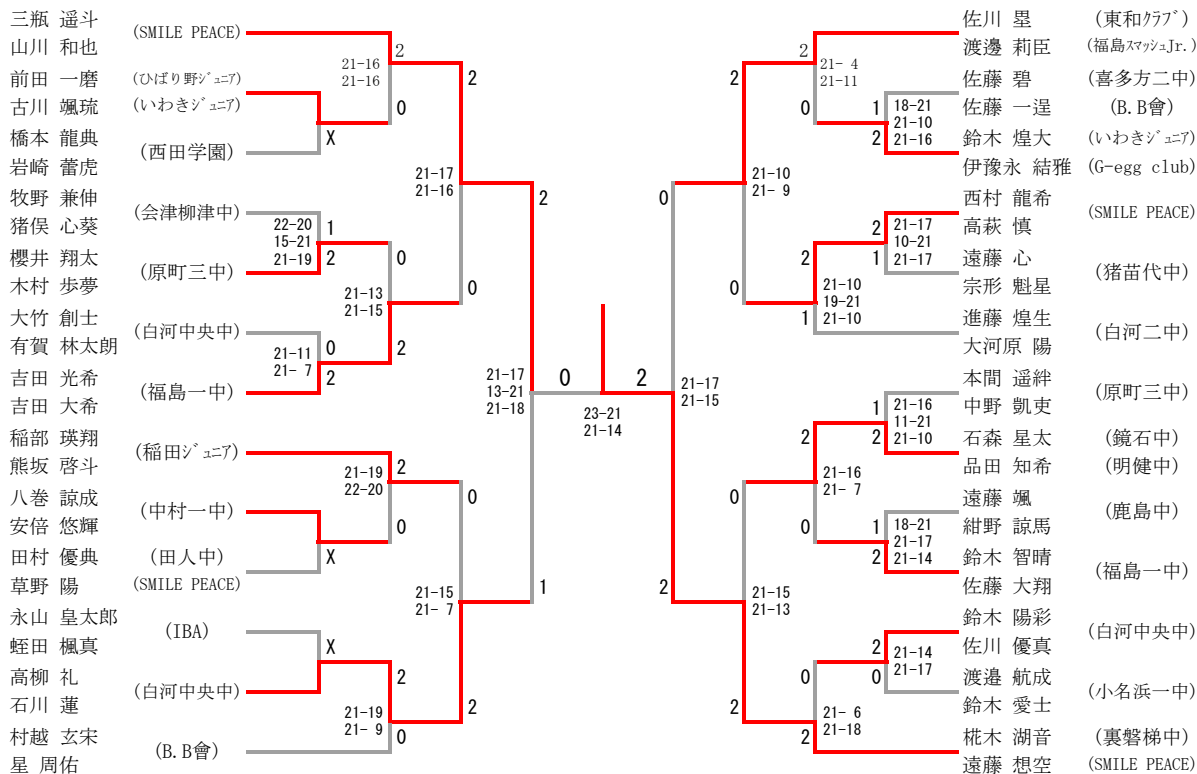 三瓶 遥斗
(SMILE PEACE)
山川 和也
2
21-16
21-16
前田 一磨
(ひばり野ｼﾞｭﾆｱ)
古川 颯琉
(いわきｼﾞｭﾆｱ)
0
X
橋本 龍典
(西田学園)
岩崎 蕾虎
2
21-17
21-16
牧野 兼伸
(会津柳津中)
猪俣 心葵
22-20
15-21
21-19
1
2
櫻井 翔太
(原町三中)
木村 歩夢
0
21-13
21-15
2
0
大竹 創士
(白河中央中)
有賀 林太朗
21-11
21- 7
0
2
吉田 光希
(福島一中)
吉田 大希
2
21-17
13-21
21-18
1
稲部 瑛翔
(稲田ｼﾞｭﾆｱ)
熊坂 啓斗
2
21-19
22-20
0
八巻 諒成
(中村一中)
安倍 悠輝
X
田村 優典
(田人中)
草野 陽
(SMILE PEACE)
0
21-15
21- 7
2
永山 皇太郎
(IBA)
蛭田 楓真
X
高柳 礼
(白河中央中)
石川 蓮
2
21-19
21- 9
0
村越 玄宋
(B.B會)
星 周佑
0
2
23-21
21-14
佐川 塁
(東和ｸﾗﾌﾞ)
渡邊 莉臣
(福島ｽﾏｯｼｭJr.)
2
21- 4
21-11
0
佐藤 碧
(喜多方二中)
佐藤 一逞
(B.B會)
1
18-21
21-10
21-16
2
鈴木 煌大
(いわきｼﾞｭﾆｱ)
伊豫永 結雅
(G-egg club)
2
21-10
21- 9
0
西村 龍希
(SMILE PEACE)
高萩 慎
2
21-17
10-21
21-17
1
遠藤 心
(猪苗代中)
宗形 魁星
2
21-10
19-21
21-10
1
進藤 煌生
(白河二中)
大河原 陽
0
21-17
21-15
2
本間 遥絆
(原町三中)
中野 凱吏
1
21-16
11-21
21-10
2
石森 星太
(鏡石中)
品田 知希
(明健中)
2
21-16
21- 7
0
遠藤 颯
(鹿島中)
紺野 諒馬
1
18-21
21-17
21-14
2
鈴木 智晴
(福島一中)
佐藤 大翔
0
21-15
21-13
2
鈴木 陽彩
(白河中央中)
佐川 優真
2
21-14
21-17
0
渡邉 航成
(小名浜一中)
鈴木 愛士
0
21- 6
21-18
2
椛木 湖音
(裏磐梯中)
遠藤 想空
(SMILE PEACE)